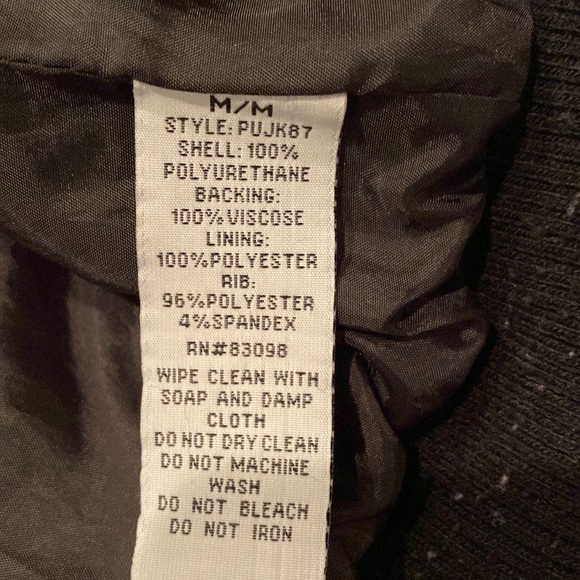 M/M
STYLE: PUJK87
SHELL: 100%
POLYURETHANE
BACKING:
100%VISCOSE
LINING:
100%POLYESTER
RIB:
96%POLYESTER
4%SPANDEX
RN#83098
WIPE CLEAN WITH
SOAP AND DAMP
CLOTH
DO NOT DRY CLEAN
DO NOT MACHINE
WASH
DO NOT BLEACH
DO NOT IRON